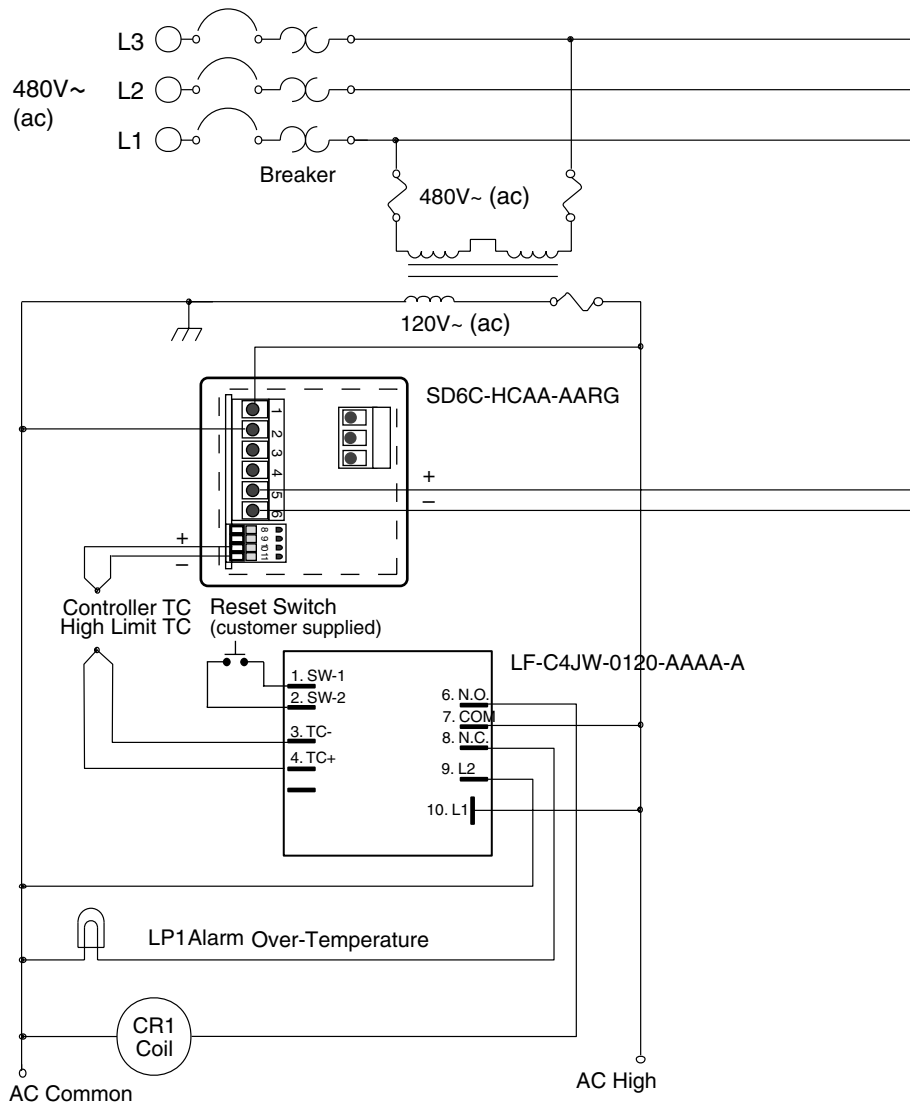 L3
480V~
(ac)
L2
L1
Breaker
480V~ (ac)
120V~ (ac)
SD6C-HCAA-AARG
1
2
3
4
5
6
8
9
10
11
+
–
+
–
Controller TC
High Limit TC
Reset Switch
(customer supplied)
LF-C4JW-0120-AAAA-A
1. SW-1
2. SW-2
3. TC-
4. TC+
6. N.O.
7. COM
8. N.C.
9. L2
10. L1
LP1Alarm Over-Temperature
CR1
Coil
AC Common
AC High